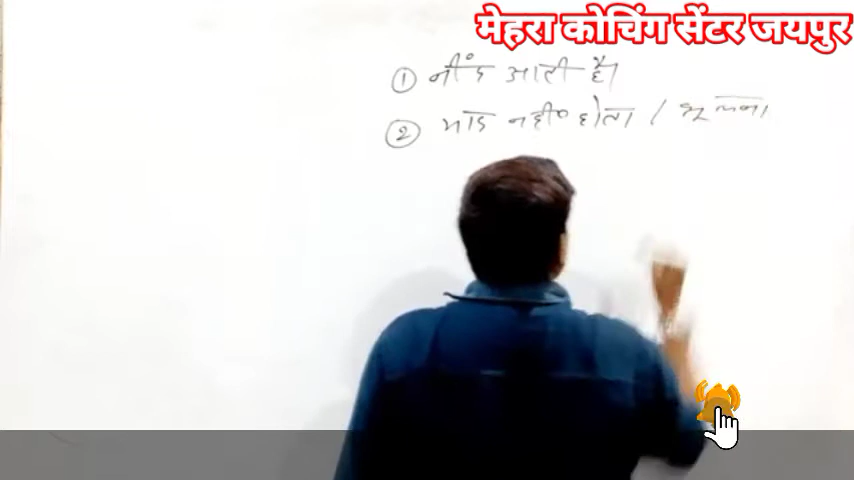 मेहरा कोचिंग सेंटर जयपुर
① नींद आती है।
② याद नहीं होता / भूलना